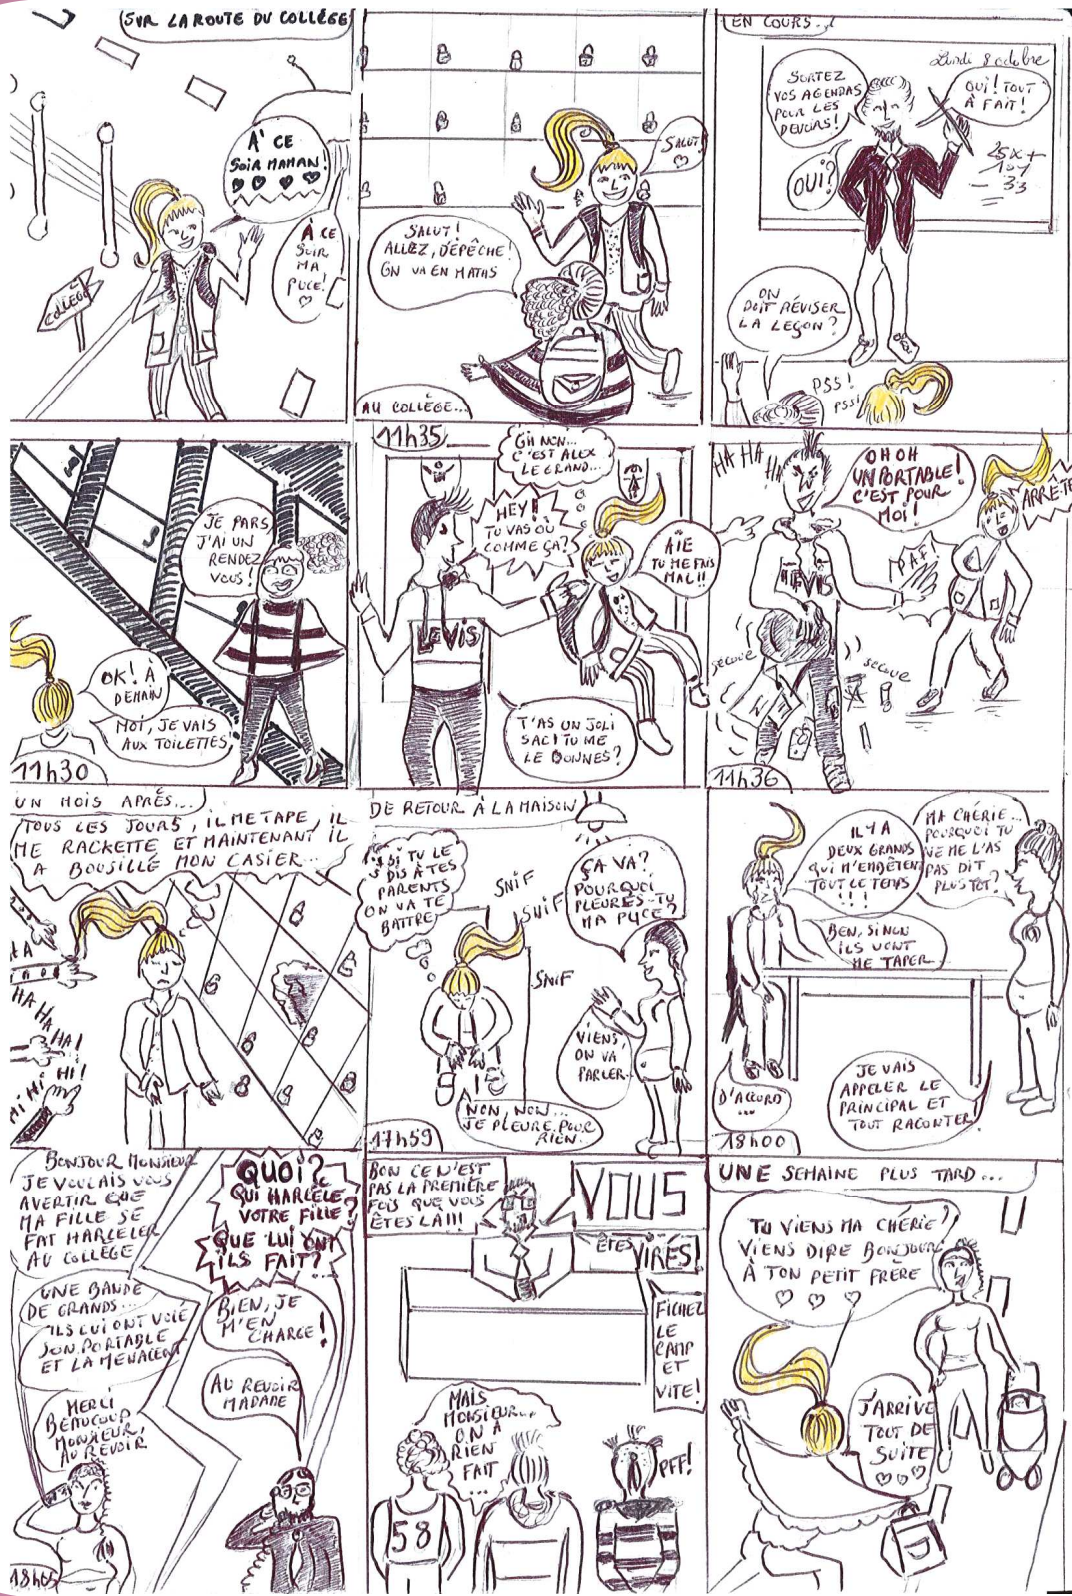 SUR LA ROUTE DU COLLÈGE
À CE
SOIR MAMAN!
À CE
SOIR
MA
PUCE!
COLLÈGE
SALUT
SALUT!
ALLEZ, DÉPÊCHE!
ON VA EN MATHS
AU COLLÈGE...
EN COURS...
Lundi 8 octobre
SORTEZ
VOS AGENDAS
POUR LES
DEVOIRS!
OUI! TOUT
À FAIT!
OUI?
25x+
- 33
ON
DOIT RÉVISER
LA LEÇON?
PSS!
PSS!
JE PARS
J'AI UN
RENDEZ
VOUS!
OK! À
DEMAIN
MOI, JE VAIS
AUX TOILETTES
11h30
11h35
OH NON...
C'EST ALEX
LE GRAND...
HEY!!
TU VAS OÙ
COMME ÇA?
AÏE
TU ME FAIS
MAL!!
LEVIS
T'AS UN JOLI
SAC! TU ME
LE DONNES?
HA HA HA
OH OH
UN PORTABLE!
C'EST POUR
MOI!
ARRÊTE
PAF
LEVIS
SECOUE
SECOUE
11h36
UN MOIS APRÈS...
TOUS LES JOURS, IL ME TAPE, IL
ME RACKETTE ET MAINTENANT IL
A BOUSILLÉ MON CASIER...
HA
HA HA HA HA!
HI HI HI!
DE RETOUR À LA MAISON
SI TU LE
DIS À TES
PARENTS
ON VA TE
BATTRE
SNIF
SNIF
SNIF
ÇA VA?
POURQUOI
PLEURES-TU
MA PUCE?
VIENS,
ON VA
PARLER
NON, NON...
JE PLEURE POUR
RIEN.
17h59
IL Y A
DEUX GRANDS
QUI M'EMBÊTENT
TOUT LE TEMPS
!!!
MA CHÉRIE...
POURQUOI TU
NE ME L'AS
PAS DIT
PLUS TÔT?
BEN, SINON
ILS VONT
ME TAPER...
D'ACCORD
...
JE VAIS
APPELER LE
PRINCIPAL ET
TOUT RACONTER!
18h00
BONJOUR MONSIEUR
JE VOULAIS VOUS
AVERTIR QUE
MA FILLE SE
FAT HARCELER
AU COLLÈGE
QUOI?
QUI HARCÈLE
VOTRE FILLE?
QUE LUI ONT
ILS FAIT?
UNE BANDE
DE GRANDS...
ILS LUI ONT VOLÉ
SON PORTABLE
ET LA MENACENT
BIEN, JE
M'EN
CHARGE!
AU REVOIR
MADAME
MERCI
BEAUCOUP
MONSIEUR,
AU REVOIR
18h05
BON CE N'EST
PAS LA PREMIÈRE
FOIS QUE VOUS
ÊTES LÀ!!!
VOUS
ÊTES VIRÉS!
FICHEZ
LE
CAMP
ET
VITE!
MAIS
MONSIEUR...
ON A
RIEN
FAIT
...
PFF!
58
UNE SEMAINE PLUS TARD...
TU VIENS MA CHÉRIE?
VIENS DIRE BONJOUR
À TON PETIT FRÈRE
J'ARRIVE
TOUT DE
SUITE